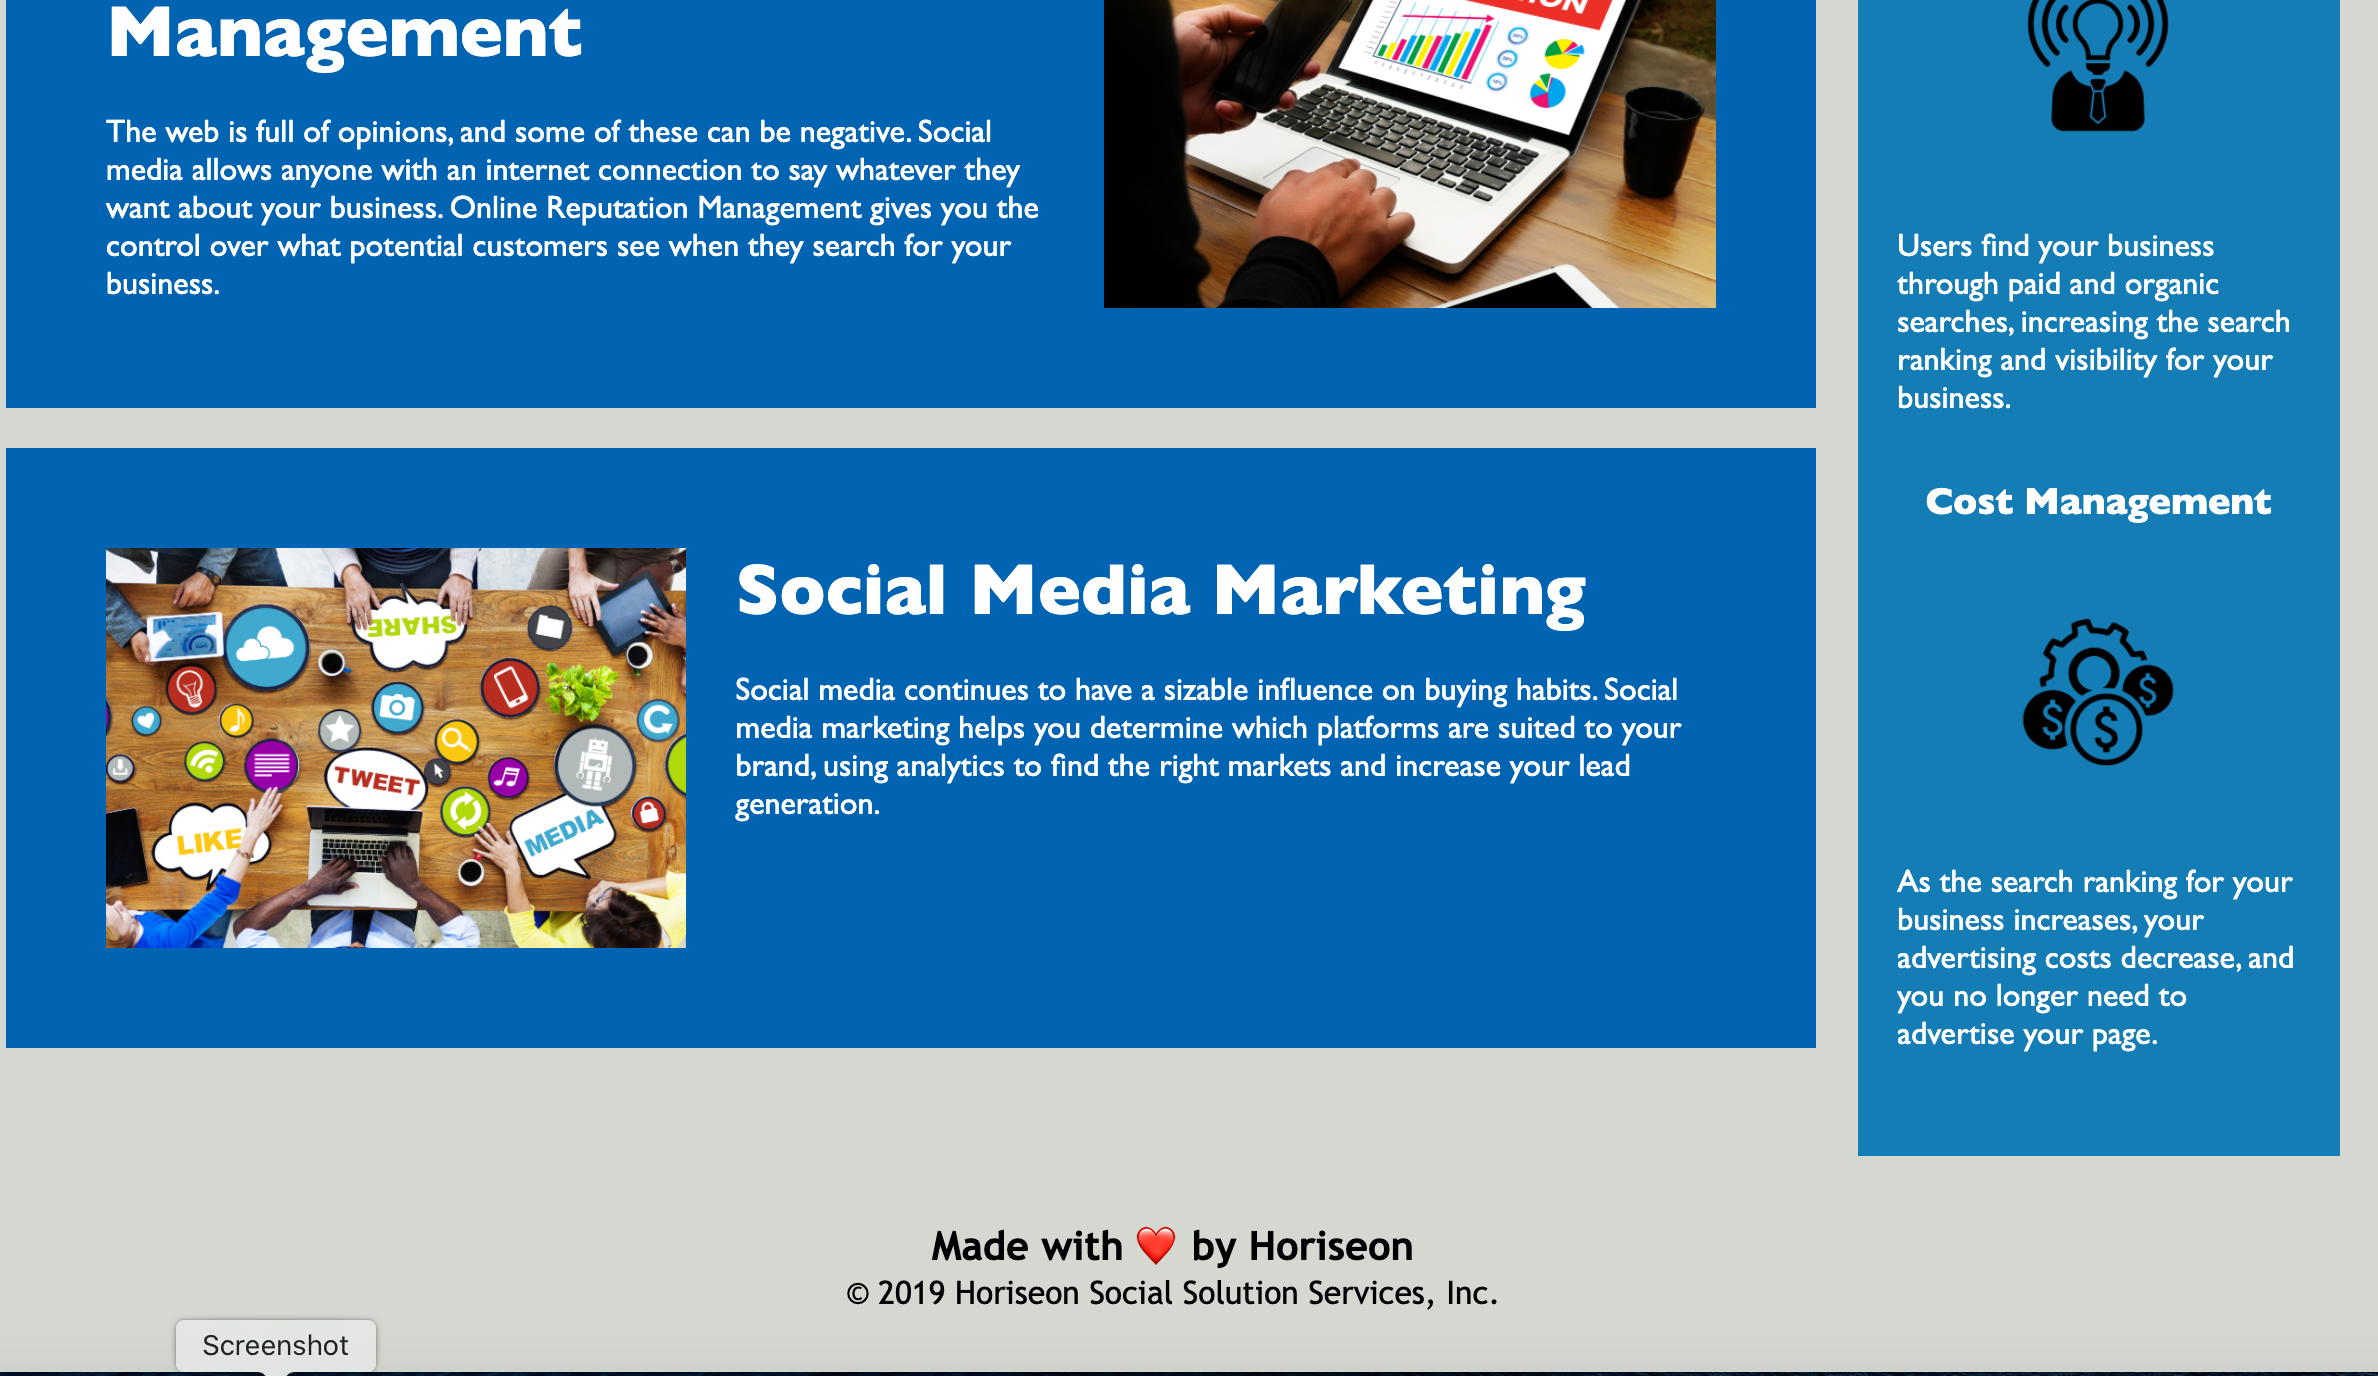 Management
The web is full of opinions, and some of these can be negative. Social
media allows anyone with an internet connection to say whatever they
want about your business. Online Reputation Management gives you the
control over what potential customers see when they search for your
business.
Social Media Marketing
Social media continues to have a sizable influence on buying habits. Social
media marketing helps you determine which platforms are suited to your
brand, using analytics to find the right markets and increase your lead
generation.
SHARE
TWEET
LIKE
MEDIA
Users find your business
through paid and organic
searches, increasing the search
ranking and visibility for your
business.
Cost Management
$
$
$
As the search ranking for your
business increases, your
advertising costs decrease, and
you no longer need to
advertise your page.
Made with ❤️ by Horiseon
© 2019 Horiseon Social Solution Services, Inc.
Screenshot